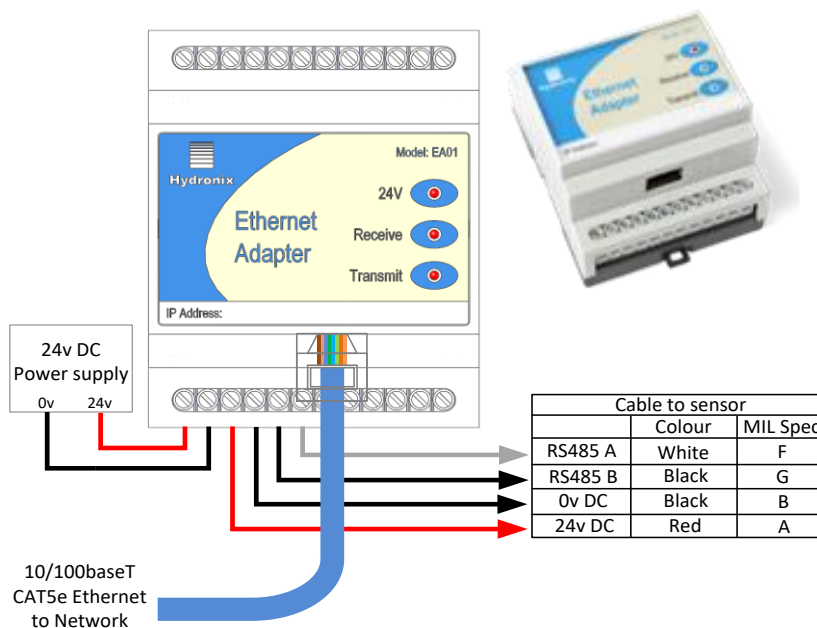 Hydronix
Model: EA01
24V
Ethernet
Adapter
Receive
Transmit
IP Address:
Ethernet
Adapter
24v DC
Power supply
0v 24v
Cable to sensor
Colour MIL Spec
RS485 A White F
RS485 B Black G
0v DC Black B
24v DC Red A
10/100baseT
CAT5e Ethernet
to Network